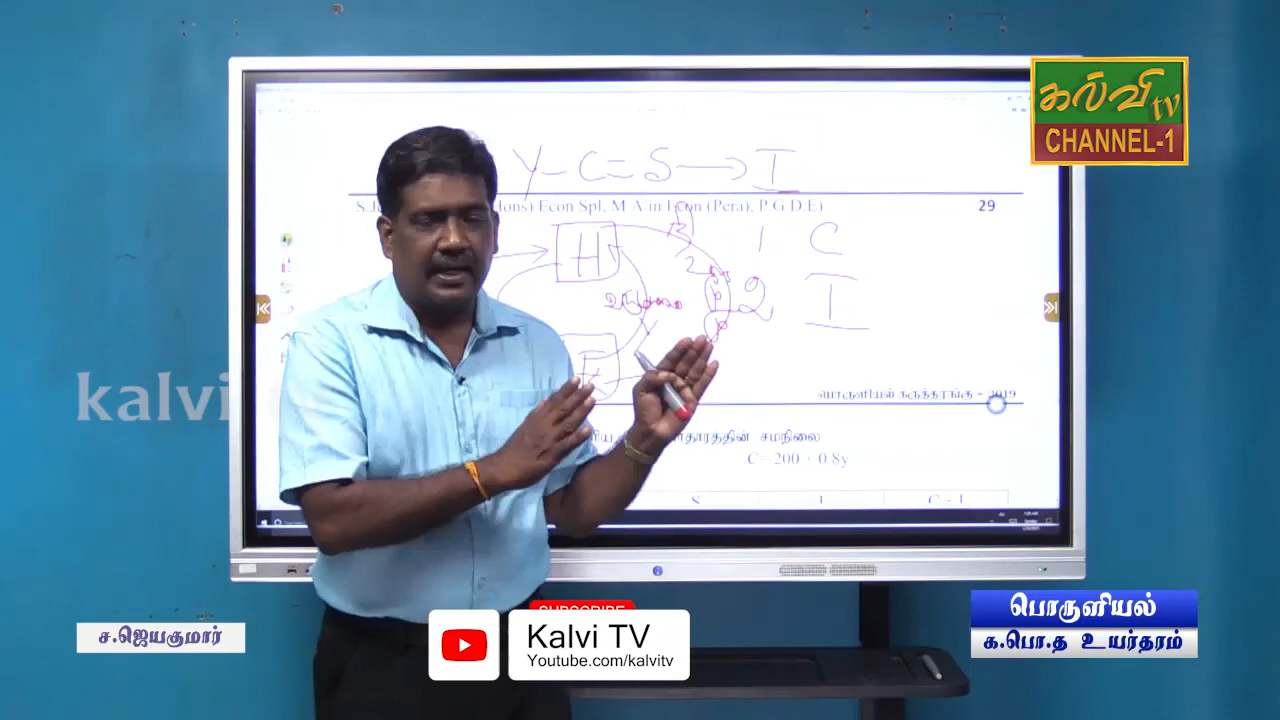 கல்வி tv
CHANNEL-1
Y - C = S → I
Econ Spl, M.A.in Econ (Pera), P.G.D.E)
29
1 C
H
2 I
kalvi
பொருளியல் கருத்தரங்கு - 2019
சமநிலை
C=200 + 0.8y
S I C+I
SUBSCRIBE
Kalvi TV
Youtube.com/kalvitv
ச.ஜெயகுமார்
பொருளியல்
க.பொ.த உயர்தரம்